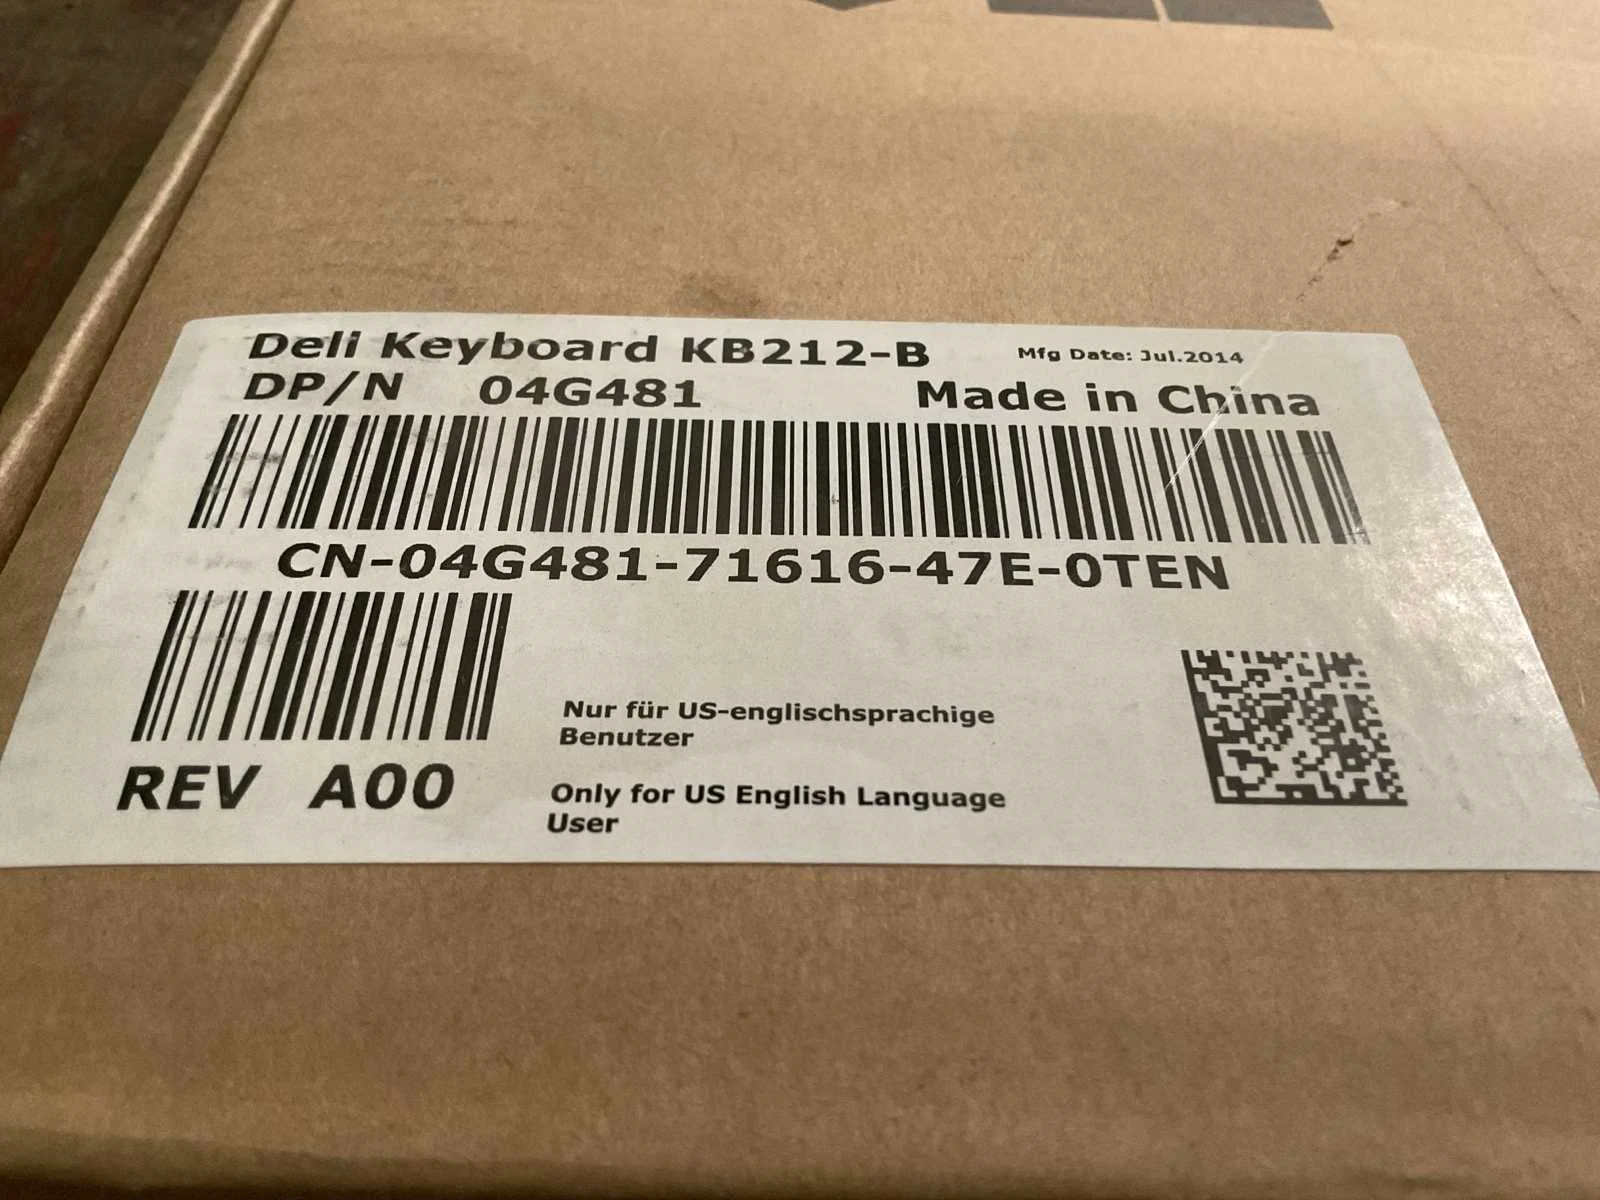 Deli Keyboard KB212-B
Mfg Date: Jul.2014
DP/N 04G481
Made in China
CN-04G481-71616-47E-0TEN
REV A00
Nur für US-englischsprachige
Benutzer
Only for US English Language
User